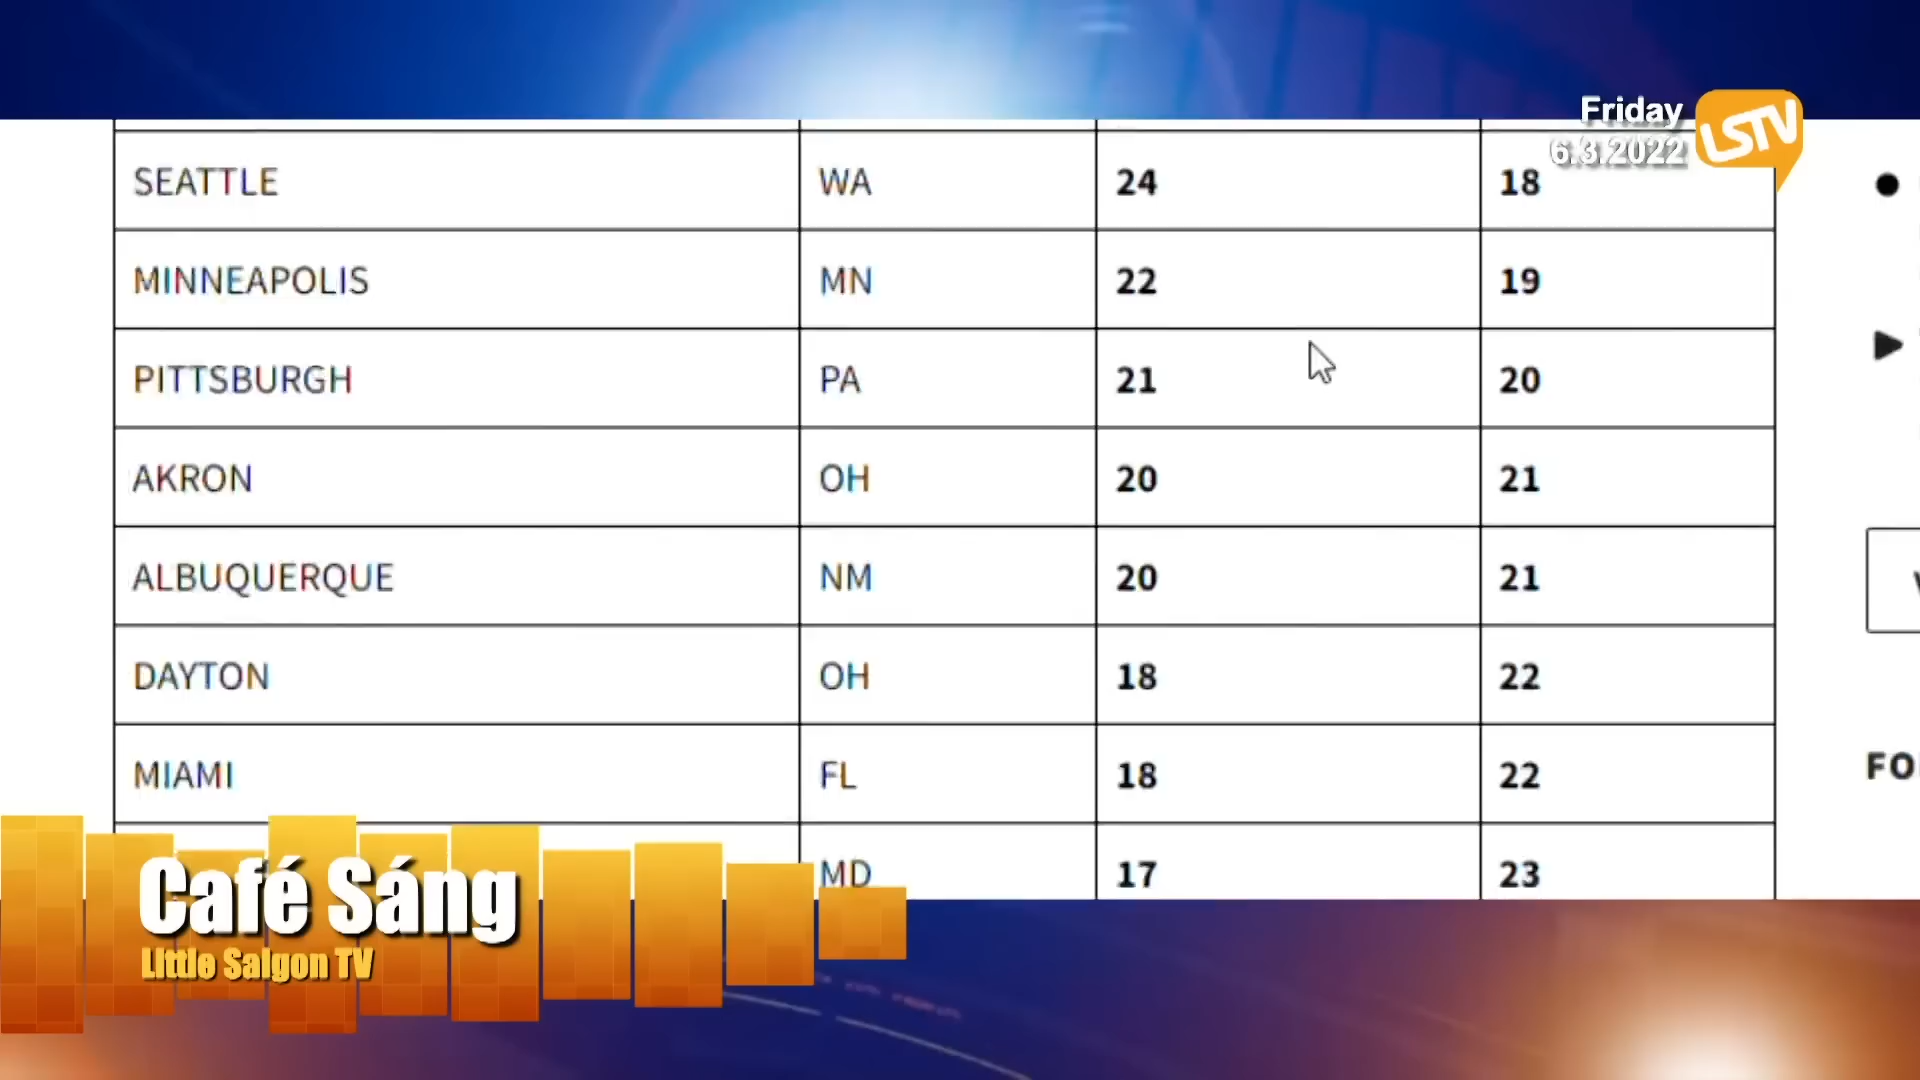 Friday
6.3.2022
LSTV
SEATTLE WA 24 18
MINNEAPOLIS MN 22 19
PITTSBURGH PA 21 20
AKRON OH 20 21
ALBUQUERQUE NM 20 21
DAYTON OH 18 22
MIAMI FL 18 22
MD 17 23
FO
Café Sáng
Little Saigon TV